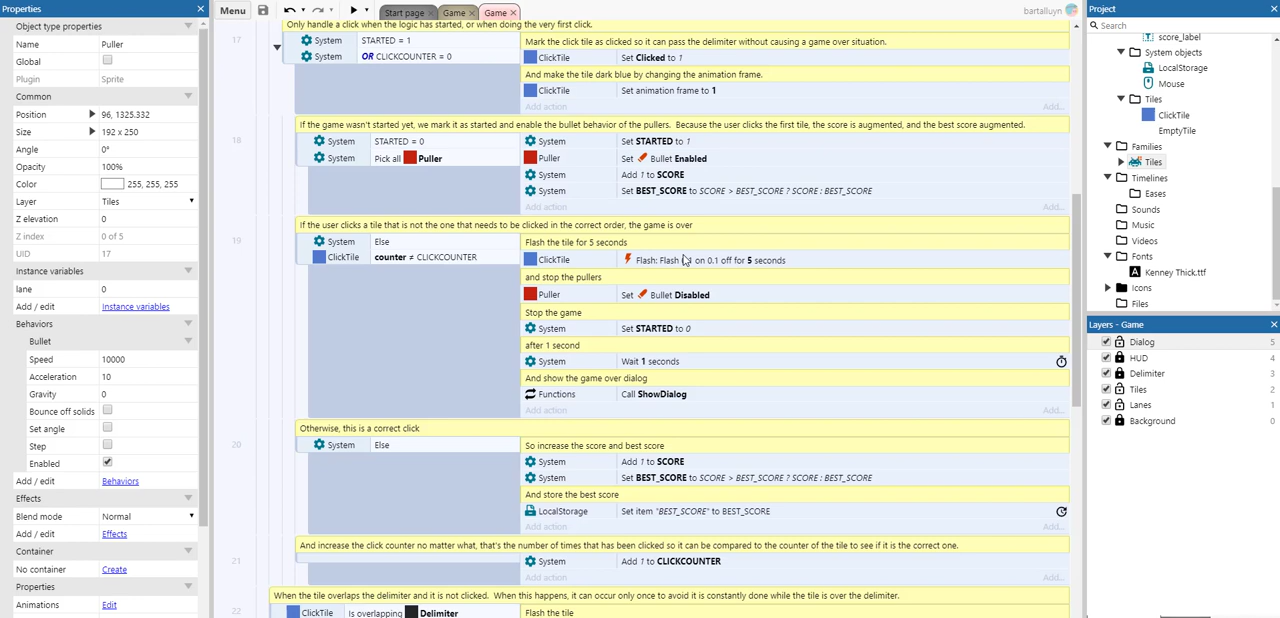 Properties ×
Menu
Start page ×
Game ×
Game ×
bartalluyn
Project ×
Object type properties
Name Puller
Global
Plugin Sprite
Common
Position 96, 1325.332
Size 192 x 250
Angle 0°
Opacity 100%
Color 255, 255, 255
Layer Tiles
Z elevation 0
Z index 0 of 5
UID 17
Instance variables
lane 0
Add / edit Instance variables
Behaviors
Bullet
Speed 10000
Acceleration 10
Gravity 0
Bounce off solids
Set angle
Step
Enabled
Add / edit Behaviors
Effects
Blend mode Normal
Add / edit Effects
Container
No container Create
Properties
Animations Edit
Only handle a click when the logic has started, or when doing the very first click.
17 System STARTED = 1 Mark the click tile as clicked so it can pass the delimiter without causing a game over situation.
System OR CLICKCOUNTER = 0 ClickTile Set Clicked to 1
And make the tile dark blue by changing the animation frame.
ClickTile Set animation frame to 1
Add action Add...
If the game wasn't started yet, we mark it as started and enable the bullet behavior of the pullers. Because the user clicks the first tile, the score is augmented, and the best score augmented.
18 System STARTED = 0 System Set STARTED to 1
System Pick all Puller Puller Set Bullet Enabled
System Add 1 to SCORE
System Set BEST_SCORE to SCORE > BEST_SCORE ? SCORE : BEST_SCORE
Add action Add...
If the user clicks a tile that is not the one that needs to be clicked in the correct order, the game is over
19 System Else Flash the tile for 5 seconds
ClickTile counter ≠ CLICKCOUNTER ClickTile Flash: Flash on 0.1 off for 5 seconds
and stop the pullers
Puller Set Bullet Disabled
Stop the game
System Set STARTED to 0
after 1 second
System Wait 1 seconds
And show the game over dialog
Functions Call ShowDialog
Add action Add...
Otherwise, this is a correct click
20 System Else So increase the score and best score
System Add 1 to SCORE
System Set BEST_SCORE to SCORE > BEST_SCORE ? SCORE : BEST_SCORE
And store the best score
LocalStorage Set item "BEST_SCORE" to BEST_SCORE
Add action Add...
And increase the click counter no matter what, that's the number of times that has been clicked so it can be compared to the counter of the tile to see if it is the correct one.
21 System Add 1 to CLICKCOUNTER
Add action Add...
When the tile overlaps the delimiter and it is not clicked. When this happens, it can occur only once to avoid it is constantly done while the tile is over the delimiter.
22 ClickTile Is overlapping Delimiter Flash the tile
Search
score_label
System objects
LocalStorage
Mouse
Tiles
ClickTile
EmptyTile
Families
Tiles
Timelines
Eases
Sounds
Music
Videos
Fonts
Kenney Thick.ttf
Icons
Files
Layers - Game ×
Dialog 5
HUD 4
Delimiter 3
Tiles 2
Lanes 1
Background 0